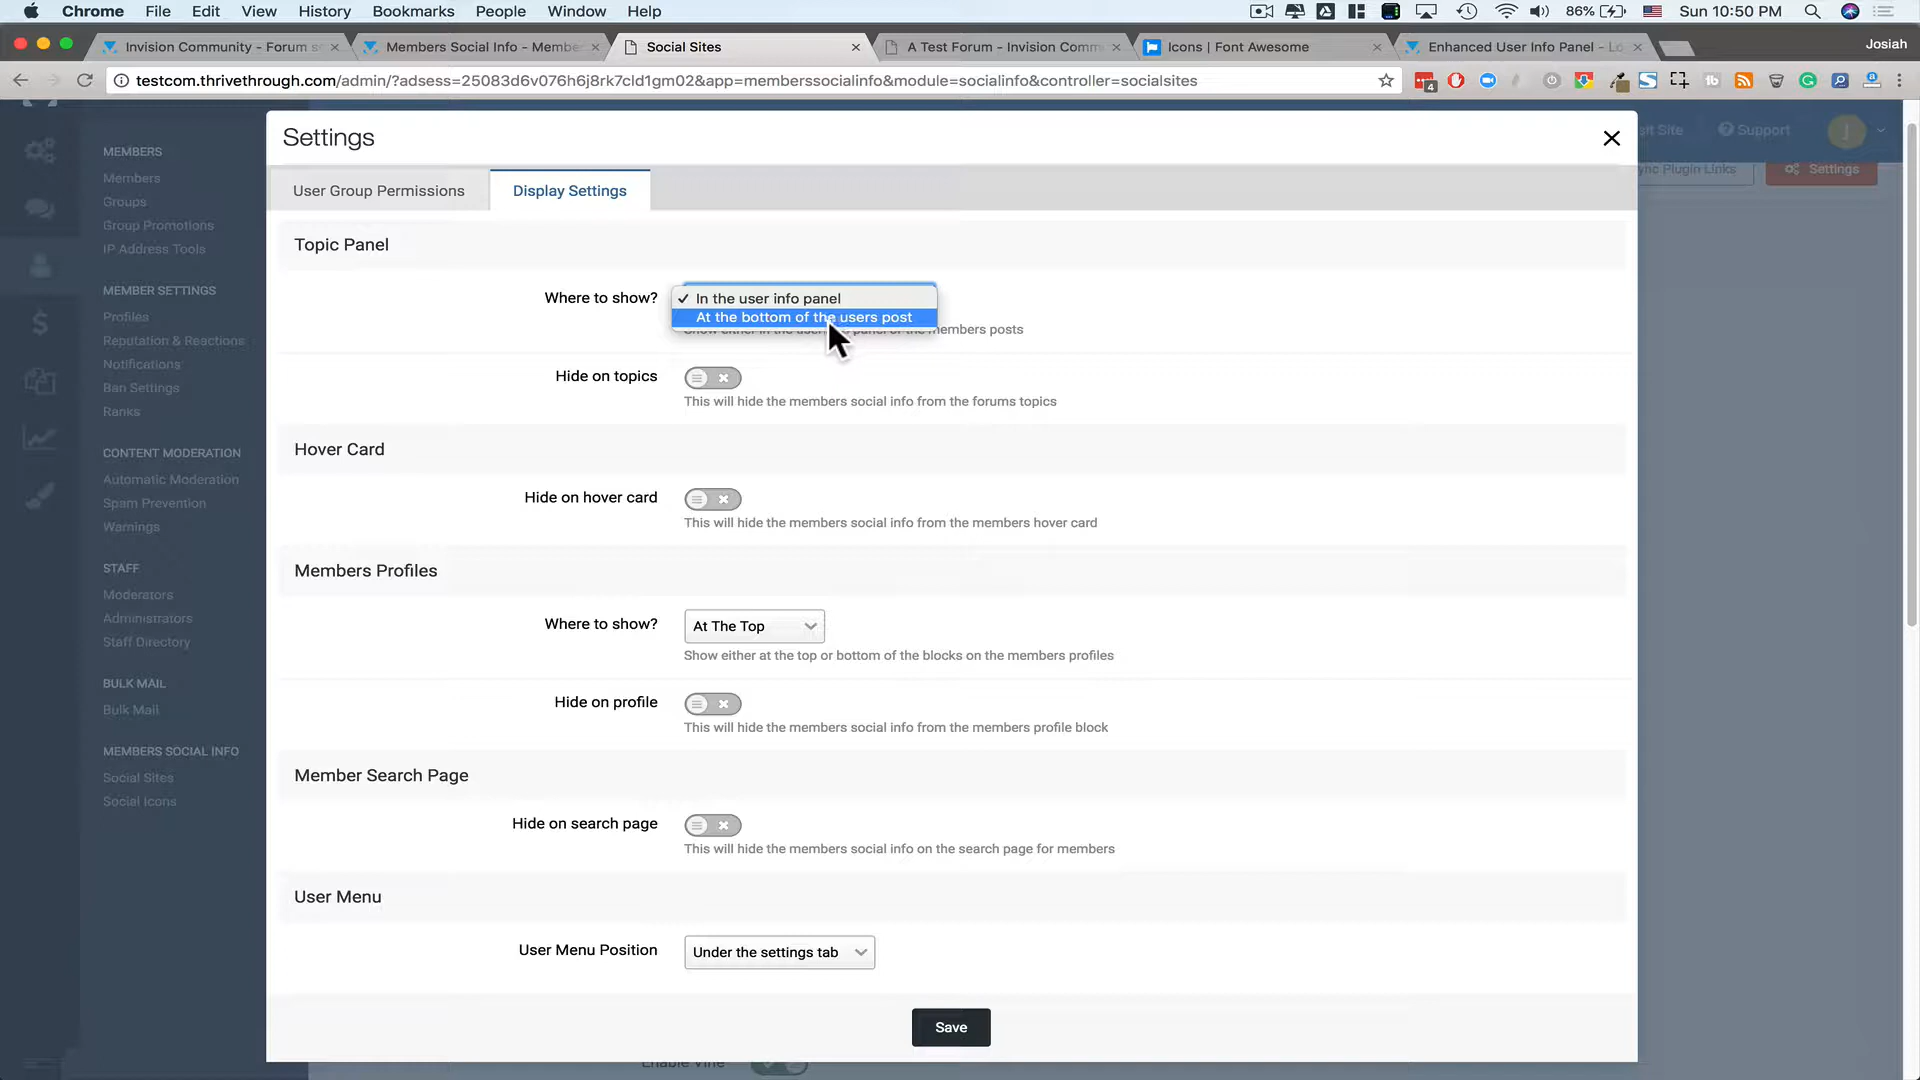 Chrome File Edit View History Bookmarks People Window Help 86% Sun 10:50 PM
Invision Community - Forum s
Members Social Info - Membe
Social Sites
A Test Forum - Invision Comm
Icons | Font Awesome
Enhanced User Info Panel - Lo
Josiah
testcom.thrivethrough.com/admin/?adsess=25083d6v076h6j8rk7cld1gm02&app=memberssocialinfo&module=socialinfo&controller=socialsites
4
MEMBERS
Members
Groups
Group Promotions
IP Address Tools
MEMBER SETTINGS
Profiles
Reputation & Reactions
Notifications
Ban Settings
Ranks
CONTENT MODERATION
Automatic Moderation
Spam Prevention
Warnings
STAFF
Moderators
Administrators
Staff Directory
BULK MAIL
Bulk Mail
MEMBERS SOCIAL INFO
Social Sites
Social Icons
Site
Support
J
Plugin Links
Settings
Settings
User Group Permissions
Display Settings
Topic Panel
Where to show?
✓ In the user info panel
At the bottom of the users post
members posts
Hide on topics
This will hide the members social info from the forums topics
Hover Card
Hide on hover card
This will hide the members social info from the members hover card
Members Profiles
Where to show?
At The Top
Show either at the top or bottom of the blocks on the members profiles
Hide on profile
This will hide the members social info from the members profile block
Member Search Page
Hide on search page
This will hide the members social info on the search page for members
User Menu
User Menu Position
Under the settings tab
Save
Enable Vine